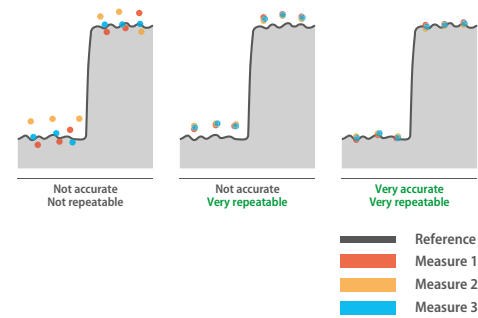 Not accurate
Not repeatable
Not accurate
Very repeatable
Very accurate
Very repeatable
Reference
Measure 1
Measure 2
Measure 3